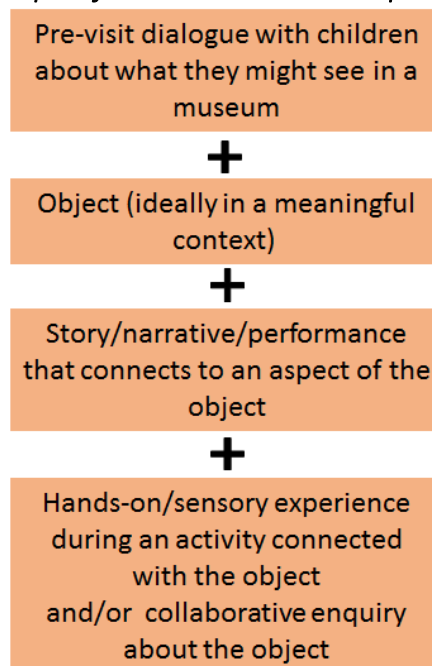 Pre-visit dialogue with children
about what they might see in a
museum
+
Object (ideally in a meaningful
context)
+
Story/narrative/performance
that connects to an aspect of the
object
+
Hands-on/sensory experience
during an activity connected
with the object
and/or collaborative enquiry
about the object